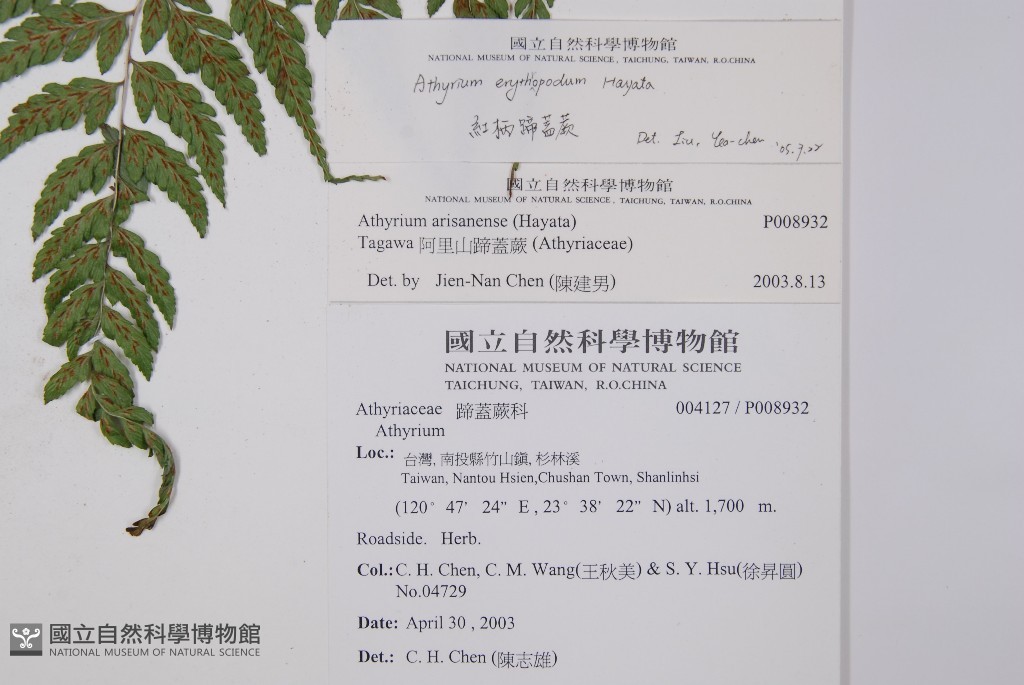 國立自然科學博物館
NATIONAL MUSEUM OF NATURAL SCIENCE, TAICHUNG, TAIWAN, R.O.CHINA
Athyrium erythropodum Hayata
紅柄蹄蓋蕨
Det. Liu, Yeo-chen '05.7.22
國立自然科學博物館
NATIONAL MUSEUM OF NATURAL SCIENCE, TAICHUNG, TAIWAN, R.O.CHINA
Athyrium arisanense (Hayata) P008932
Tagawa 阿里山蹄蓋蕨 (Athyriaceae)
Det. by Jien-Nan Chen (陳建男) 2003.8.13
國立自然科學博物館
NATIONAL MUSEUM OF NATURAL SCIENCE
TAICHUNG, TAIWAN, R.O.CHINA
Athyriaceae 蹄蓋蕨科 004127 / P008932
Athyrium
Loc.: 台灣, 南投縣竹山鎮, 杉林溪
Taiwan, Nantou Hsien,Chushan Town, Shanlinhsi
(120° 47' 24" E , 23° 38' 22" N) alt. 1,700 m.
Roadside. Herb.
Col.: C. H. Chen, C. M. Wang(王秋美) & S. Y. Hsu(徐昇圓)
No.04729
Date: April 30 , 2003
Det.: C. H. Chen (陳志雄)
國立自然科學博物館
NATIONAL MUSEUM OF NATURAL SCIENCE